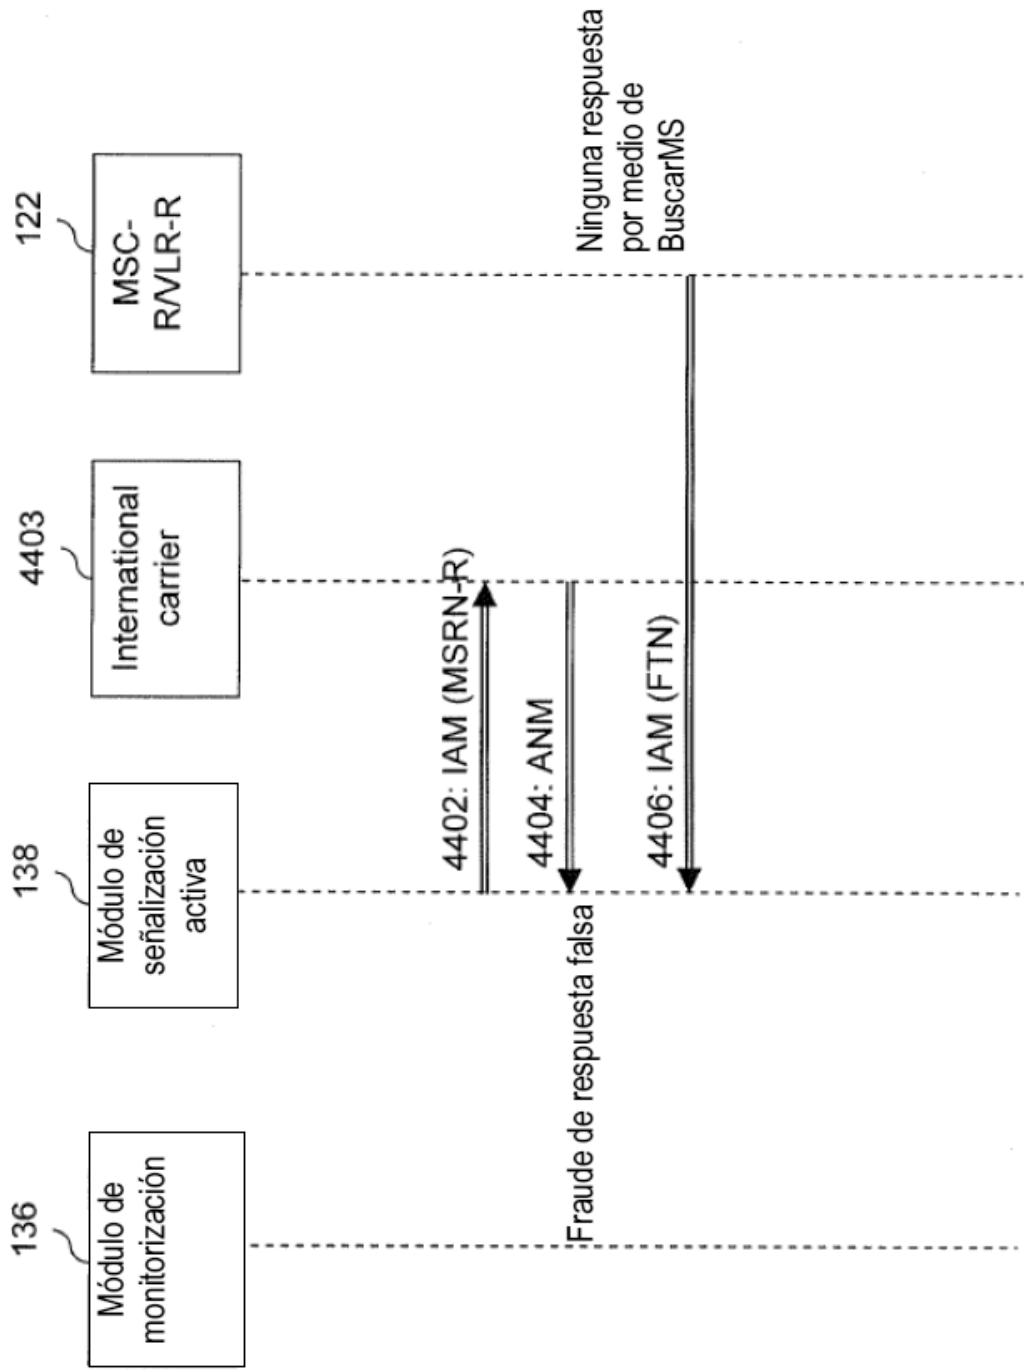 136
Módulo de
monitorización
138
Módulo de
señalización
activa
4403
International
carrier
122
MSC-
R/VLR-R
4402: IAM (MSRN-R)
4404: ANM
Fraude de respuesta falsa
Ninguna respuesta
por medio de
BuscarMS
4406: IAM (FTN)